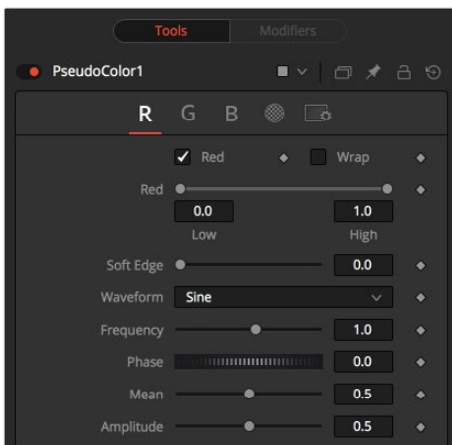 Tools Modifiers
PseudoColor1
R G B
Red Wrap
Red
0.0 1.0
Low High
Soft Edge 0.0
Waveform Sine
Frequency 1.0
Phase 0.0
Mean 0.5
Amplitude 0.5